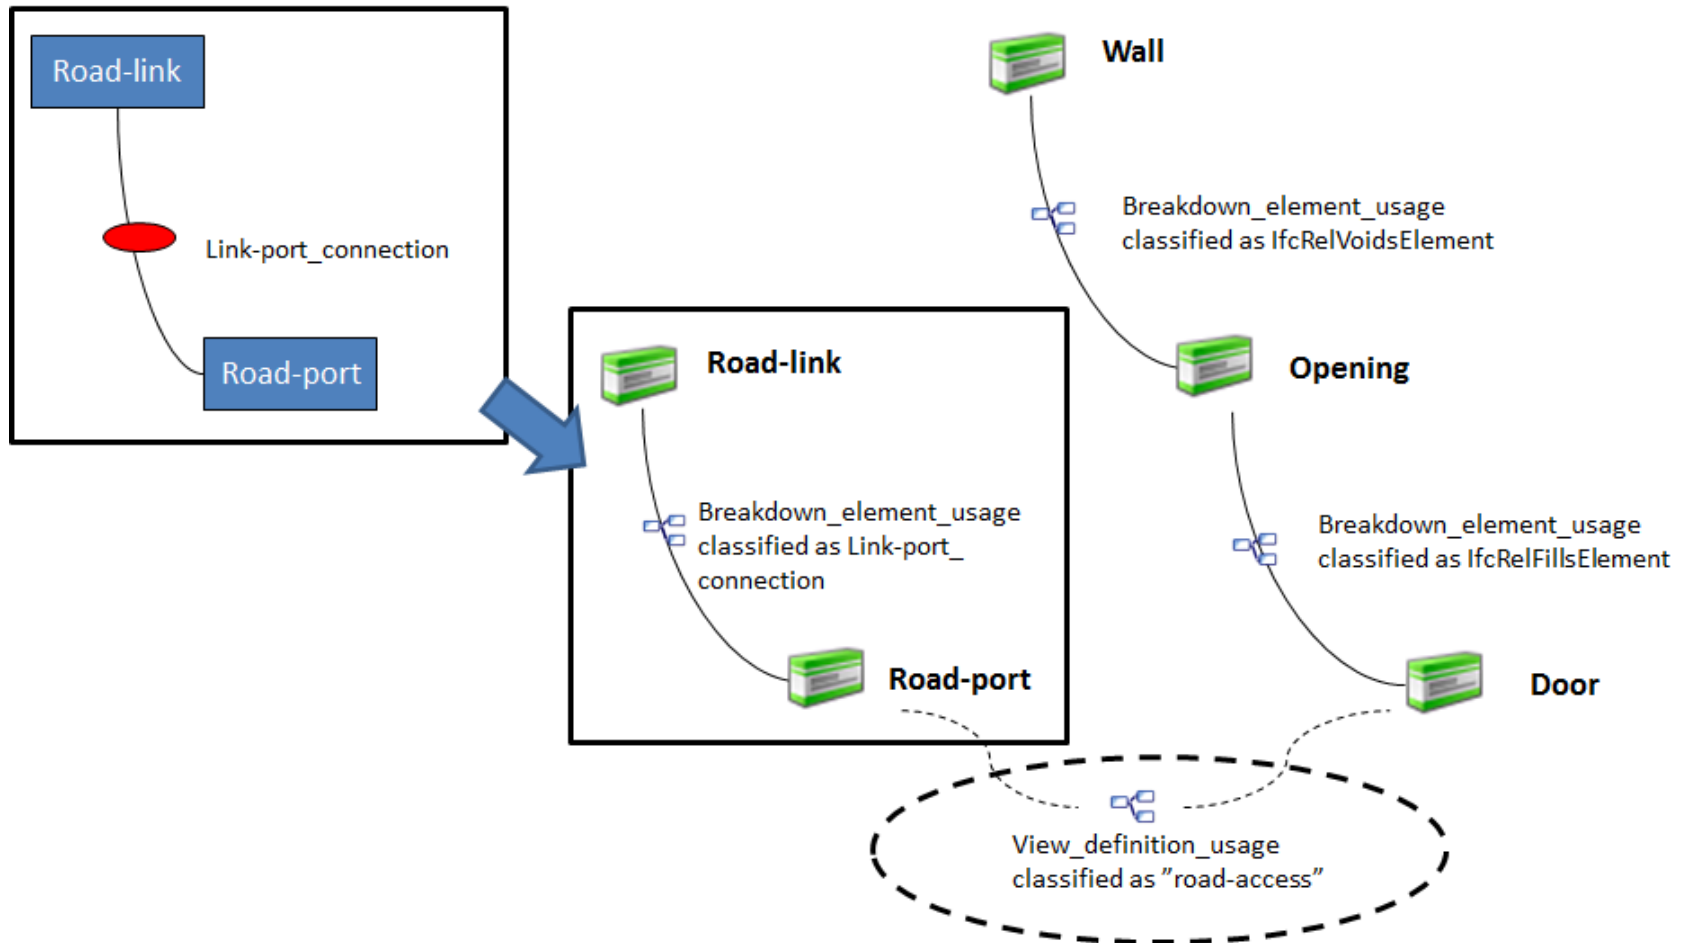 Road-link
Link-port_connection
Road-port
Wall
Breakdown_element_usage
classified as IfcRelVoidsElement
Opening
Breakdown_element_usage
classified as IfcRelFillsElement
Door
Road-link
Breakdown_element_usage
classified as Link-port_
connection
Road-port
View_definition_usage
classified as ”road-access”